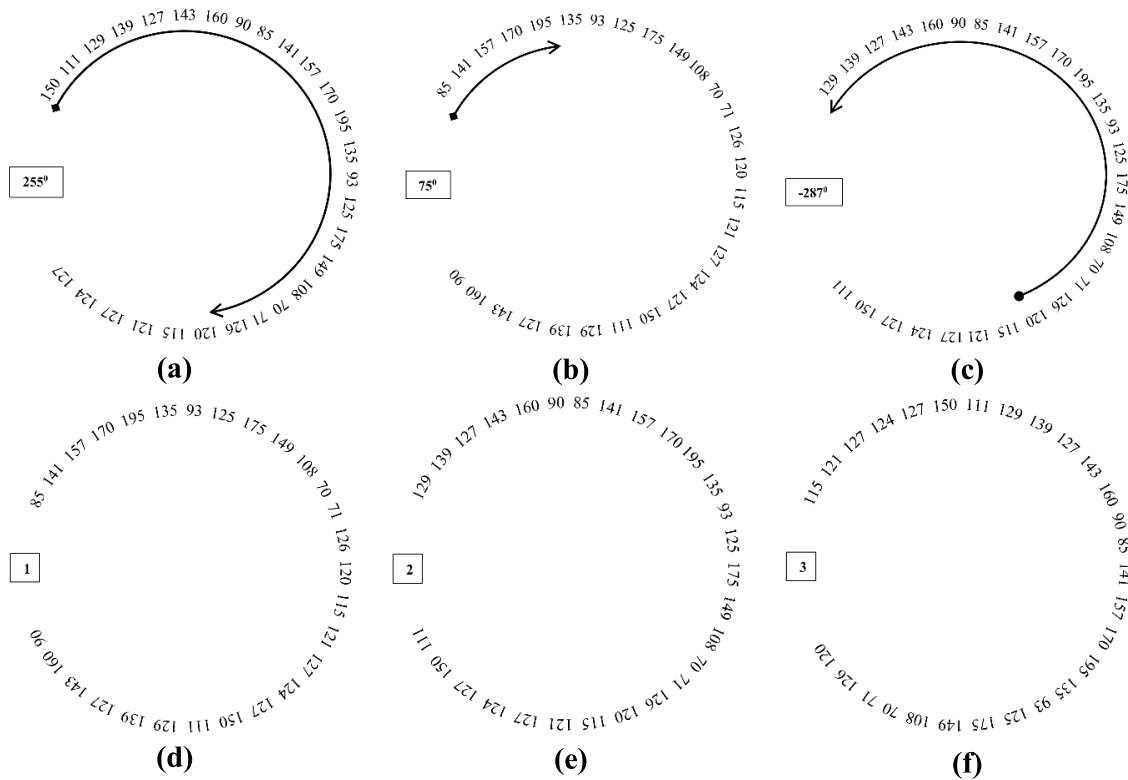 150 111 129 139 127 143 160 90 85 141 157 170 195 135 93 125 175 149 108 70 71 126 120 115 121 127 124 127
255⁰
(a)
85 141 157 170 195 135 93 125 175 149 108 70 71 126 120 115 121 127 124 127 150 111 129 139 127 143 160 90
75⁰
(b)
129 139 127 143 160 90 85 141 157 170 195 135 93 125 175 149 108 70 71 126 120 115 121 127 124 127 150 111
-287⁰
(c)
85 141 157 170 195 135 93 125 175 149 108 70 71 126 120 115 121 127 124 127 150 111 129 139 127 143 160 90
1
(d)
129 139 127 143 160 90 85 141 157 170 195 135 93 125 175 149 108 70 71 126 120 115 121 127 124 127 150 111
2
(e)
115 121 127 124 127 150 111 129 139 127 143 160 90 85 141 157 170 195 135 93 125 175 149 108 70 71 126 120
3
(f)